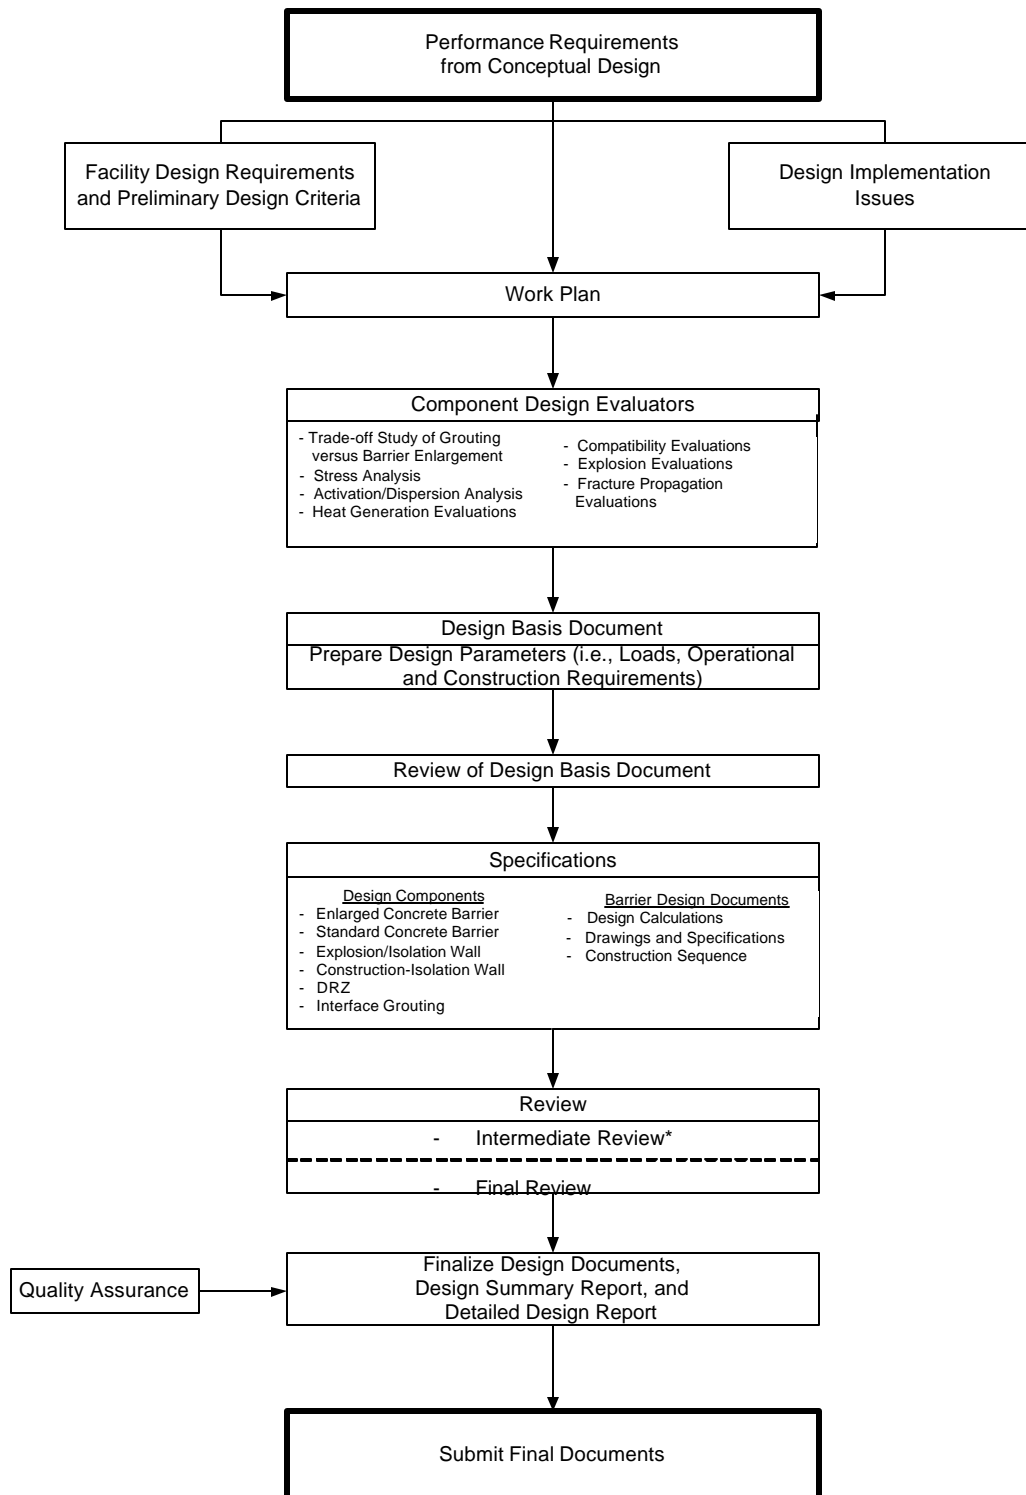 Performance Requirements
from Conceptual Design
Facility Design Requirements
and Preliminary Design Criteria
Design Implementation
Issues
Work Plan
Component Design Evaluators
- Trade-off Study of Grouting
versus Barrier Enlargement
- Stress Analysis
- Activation/Dispersion Analysis
- Heat Generation Evaluations
- Compatibility Evaluations
- Explosion Evaluations
- Fracture Propagation
Evaluations
Design Basis Document
Prepare Design Parameters (i.e., Loads, Operational
and Construction Requirements)
Review of Design Basis Document
Specifications
Design Components
- Enlarged Concrete Barrier
- Standard Concrete Barrier
- Explosion/Isolation Wall
- Construction-Isolation Wall
- DRZ
- Interface Grouting
Barrier Design Documents
- Design Calculations
- Drawings and Specifications
- Construction Sequence
Review
- Intermediate Review*
- Final Review
Quality Assurance
Finalize Design Documents,
Design Summary Report, and
Detailed Design Report
Submit Final Documents